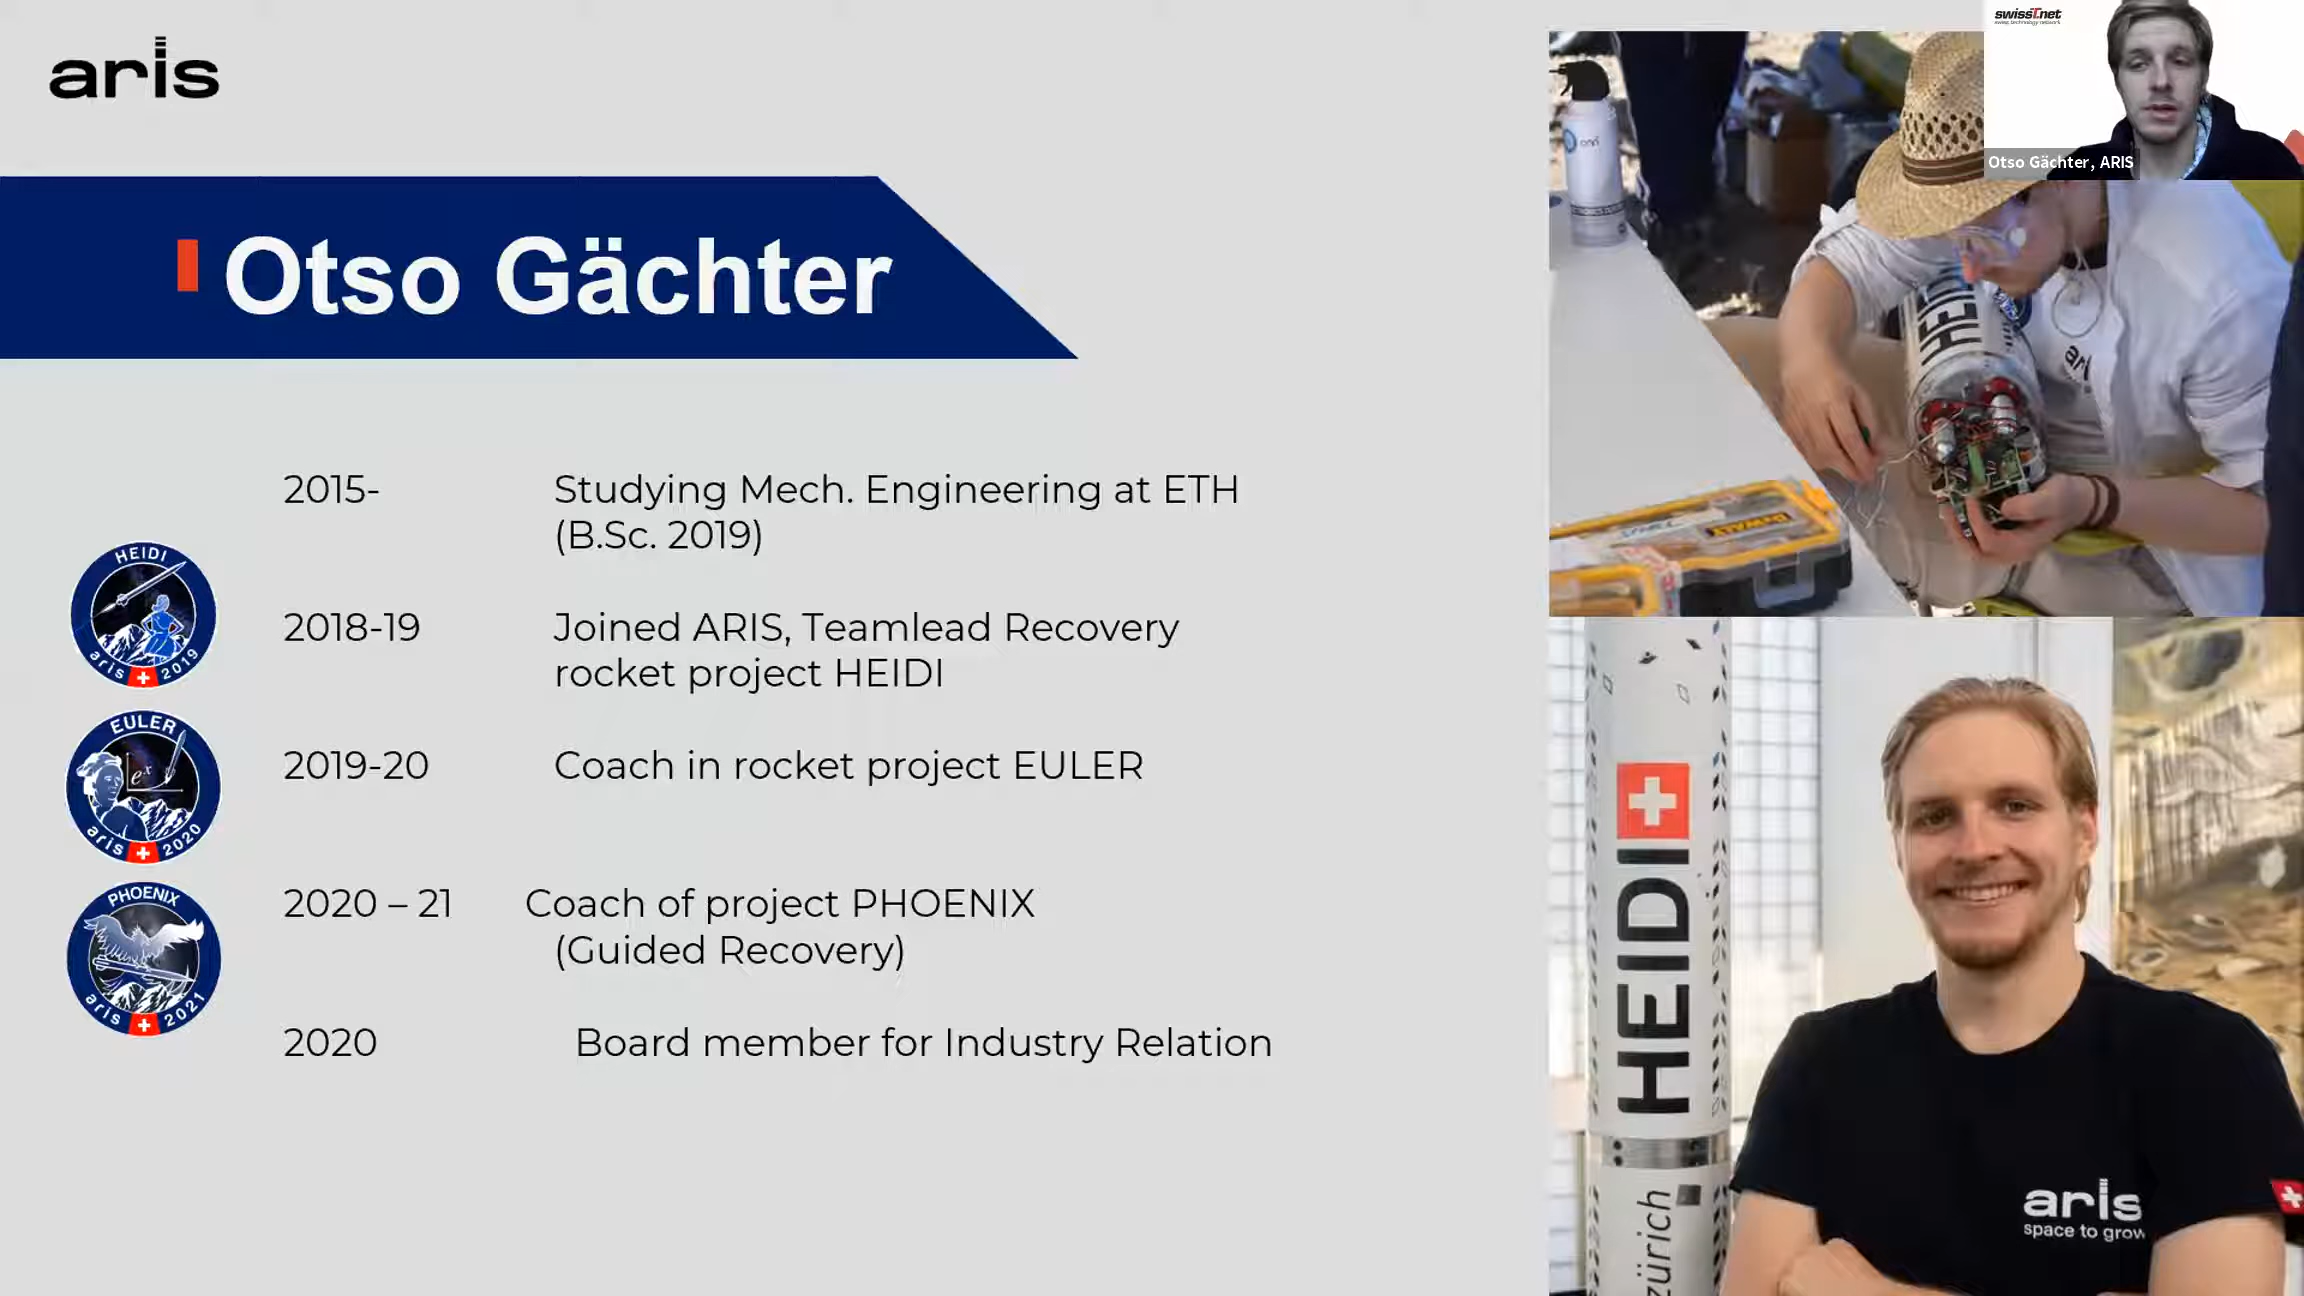 aris
Otso Gächter
2015- Studying Mech. Engineering at ETH
(B.Sc. 2019)
2018-19 Joined ARIS, Teamlead Recovery
rocket project HEIDI
2019-20 Coach in rocket project EULER
2020 – 21 Coach of project PHOENIX
(Guided Recovery)
2020 Board member for Industry Relation
HEIDI
aris 2019
EULER
e^x
aris 2020
PHOENIX
aris 2021
swissT.net
Otso Gächter, ARIS
HEIDI
DEWALT
HEIDI
zürich
aris
space to grow